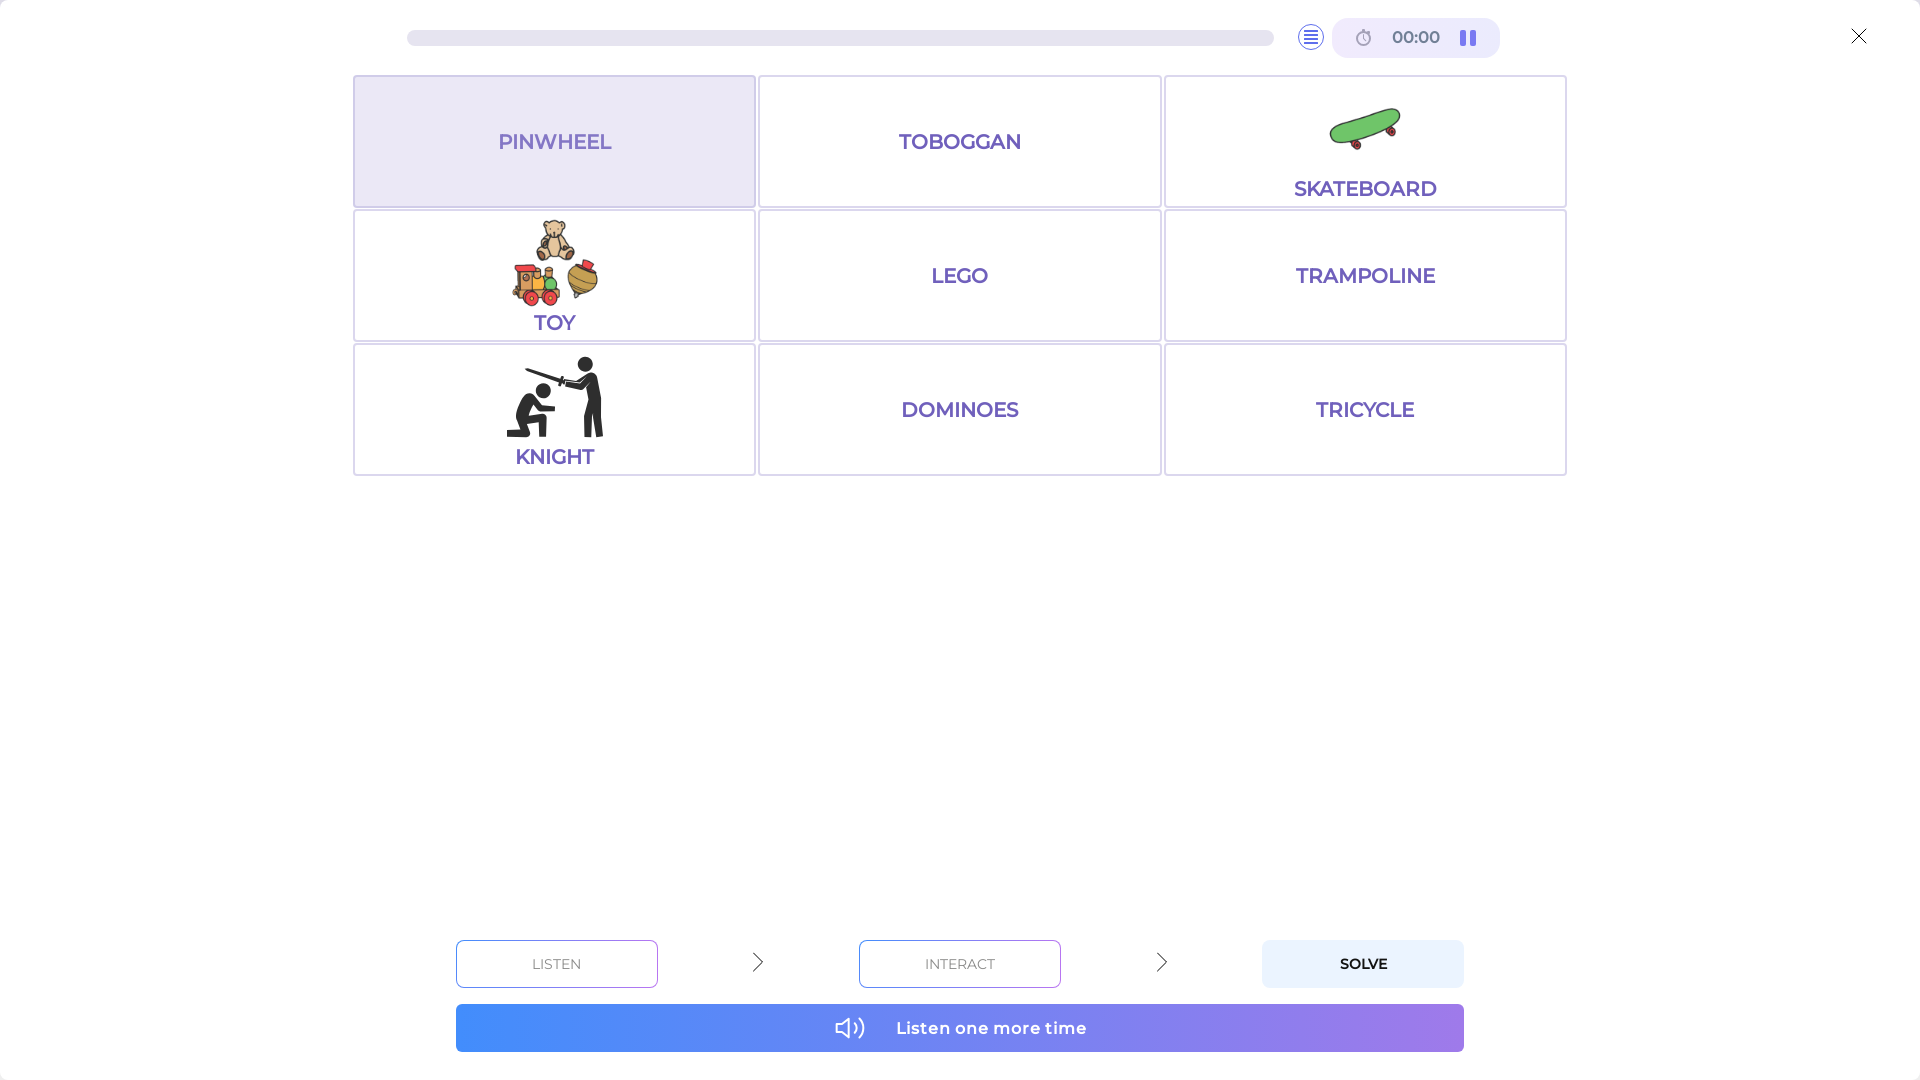 00:00
PINWHEEL
TOBOGGAN
SKATEBOARD
TOY
LEGO
TRAMPOLINE
KNIGHT
DOMINOES
TRICYCLE
LISTEN
INTERACT
SOLVE
Listen one more time